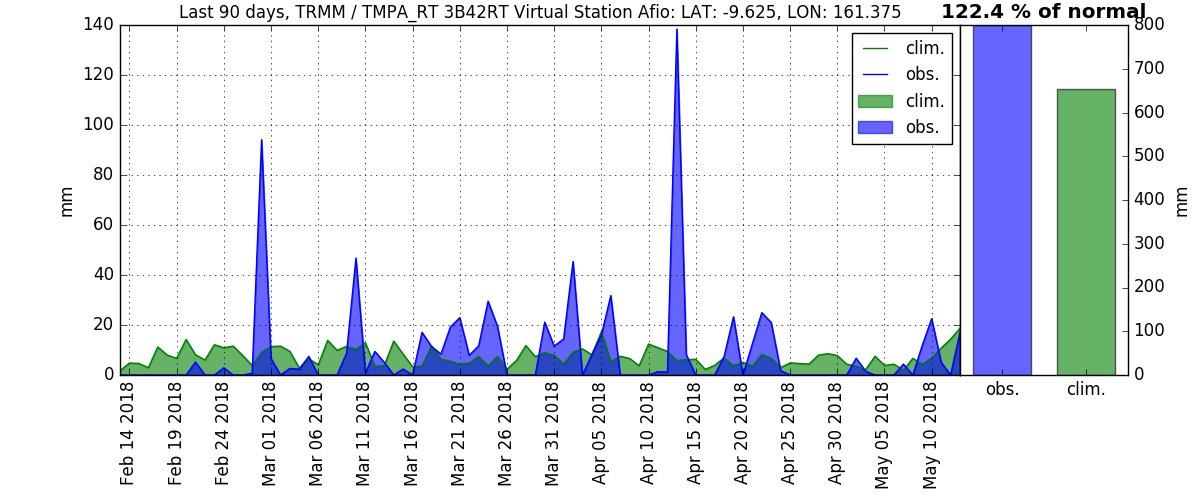 Last 90 days, TRMM / TMPA_RT 3B42RT Virtual Station Afio: LAT: -9.625, LON: 161.375
122.4 % of normal
mm
140
120
100
80
60
40
20
0
clim.
obs.
clim.
obs.
Feb 14 2018
Feb 19 2018
Feb 24 2018
Mar 01 2018
Mar 06 2018
Mar 11 2018
Mar 16 2018
Mar 21 2018
Mar 26 2018
Mar 31 2018
Apr 05 2018
Apr 10 2018
Apr 15 2018
Apr 20 2018
Apr 25 2018
Apr 30 2018
May 05 2018
May 10 2018
obs.
clim.
800
700
600
500
400
300
200
100
0
mm